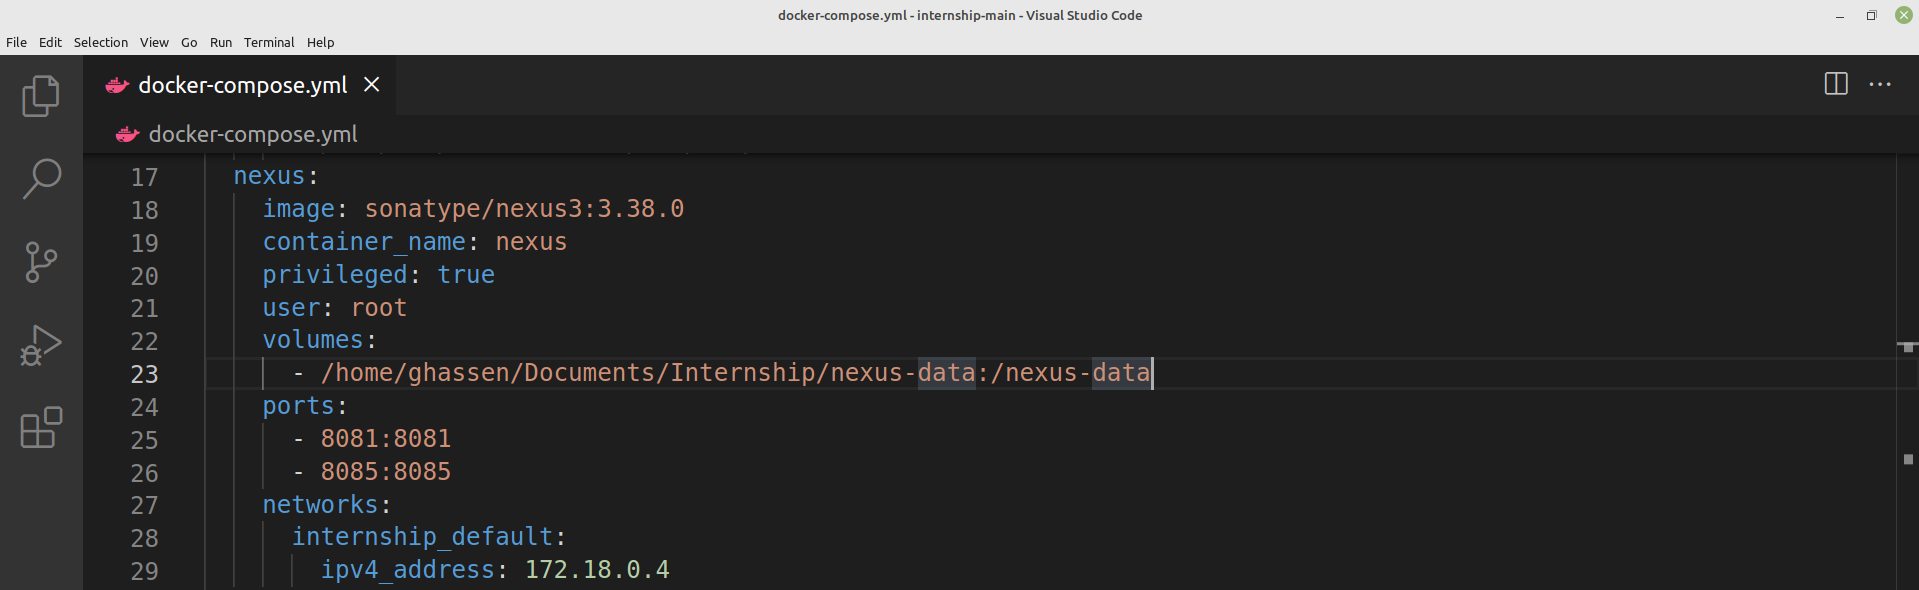 docker-compose.yml - internship-main - Visual Studio Code
File Edit Selection View Go Run Terminal Help
docker-compose.yml
docker-compose.yml
17 nexus:
18 image: sonatype/nexus3:3.38.0
19 container_name: nexus
20 privileged: true
21 user: root
22 volumes:
23 - /home/ghassen/Documents/Internship/nexus-data:/nexus-data
24 ports:
25 - 8081:8081
26 - 8085:8085
27 networks:
28 internship_default:
29 ipv4_address: 172.18.0.4